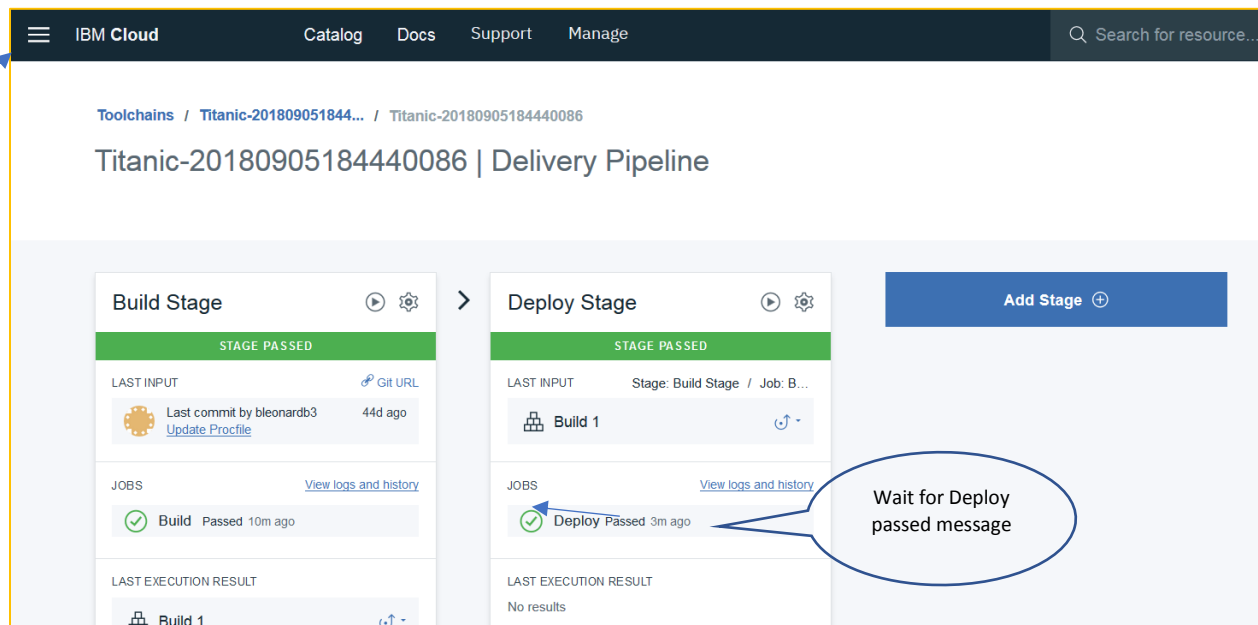 IBM Cloud Catalog Docs Support Manage Search for resource...
Toolchains / Titanic-201809051844... / Titanic-20180905184440086
Titanic-20180905184440086 | Delivery Pipeline
Build Stage
STAGE PASSED
LAST INPUT Git URL
Last commit by bleonardb3 44d ago
Update Procfile
JOBS View logs and history
Build Passed 10m ago
LAST EXECUTION RESULT
Build 1
Deploy Stage
STAGE PASSED
LAST INPUT Stage: Build Stage / Job: B...
Build 1
JOBS View logs and history
Deploy Passed 3m ago
LAST EXECUTION RESULT
No results
Add Stage
Wait for Deploy
passed message